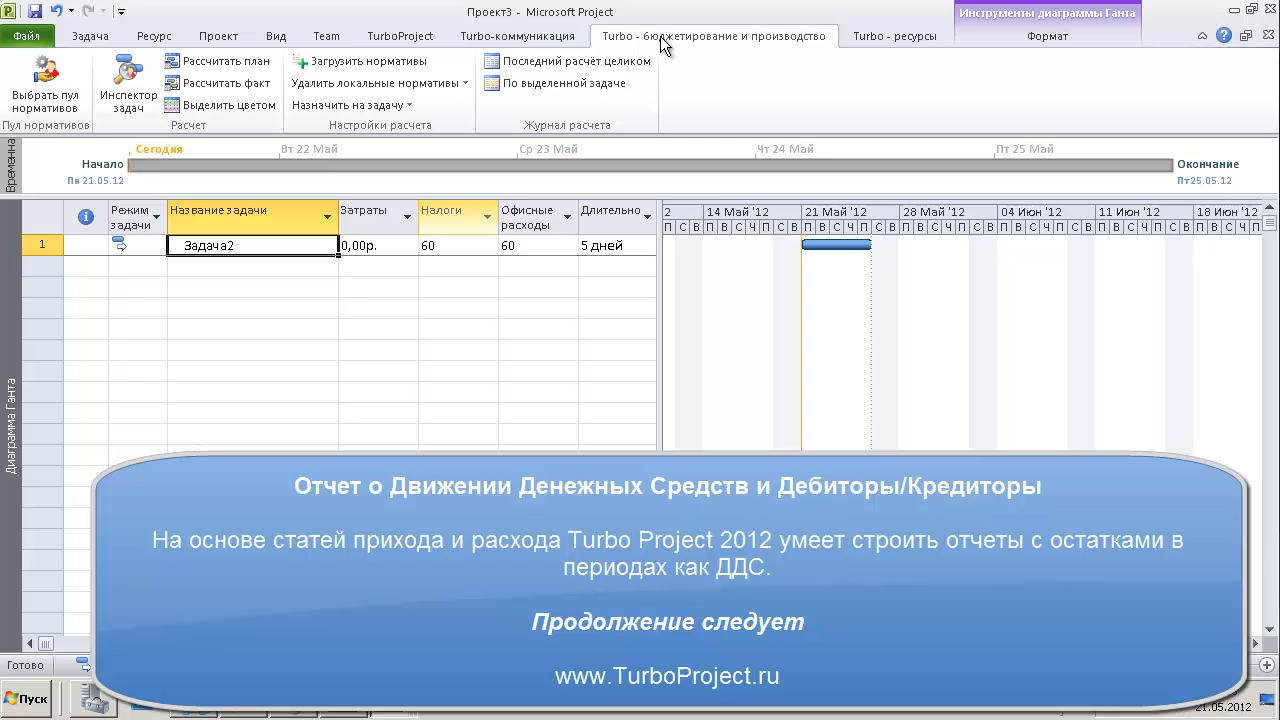 Проект3 - Microsoft Project
Инструменты диаграммы Ганта
Файл Задача Ресурс Проект Вид Team TurboProject Turbo-коммуникация Turbo - бюджетирование и производство Turbo - ресурсы Формат
Выбрать пул нормативов
Пул нормативов
Инспектор задач
Рассчитать план
Рассчитать факт
Выделить цветом
Расчет
Загрузить нормативы
Удалить локальные нормативы
Назначить на задачу
Настройки расчета
Последний расчёт целиком
По выделенной задаче
Журнал расчета
Временна
Сегодня Вт 22 Май Ср 23 Май Чт 24 Май Пт 25 Май
Начало Окончание
Пн 21.05.12 Пт25.05.12
Режим задачи Название задачи Затраты Налоги Офисные расходы Длительно
2 14 Май '12 21 Май '12 28 Май '12 04 Июн '12 11 Июн '12 18 Июн '12
П С В П В С Ч П С В П В С Ч П С В П В С Ч П С В П В С Ч П С В П В С Ч П С В П В С Ч П
1 Задача2 0,00р. 60 60 5 дней
Диаграмма Ганта
Отчет о Движении Денежных Средств и Дебиторы/Кредиторы
На основе статей прихода и расхода Turbo Project 2012 умеет строить отчеты с остатками в
периодах как ДДС.
Продолжение следует
www.TurboProject.ru
Готово
Пуск
21.05.2012